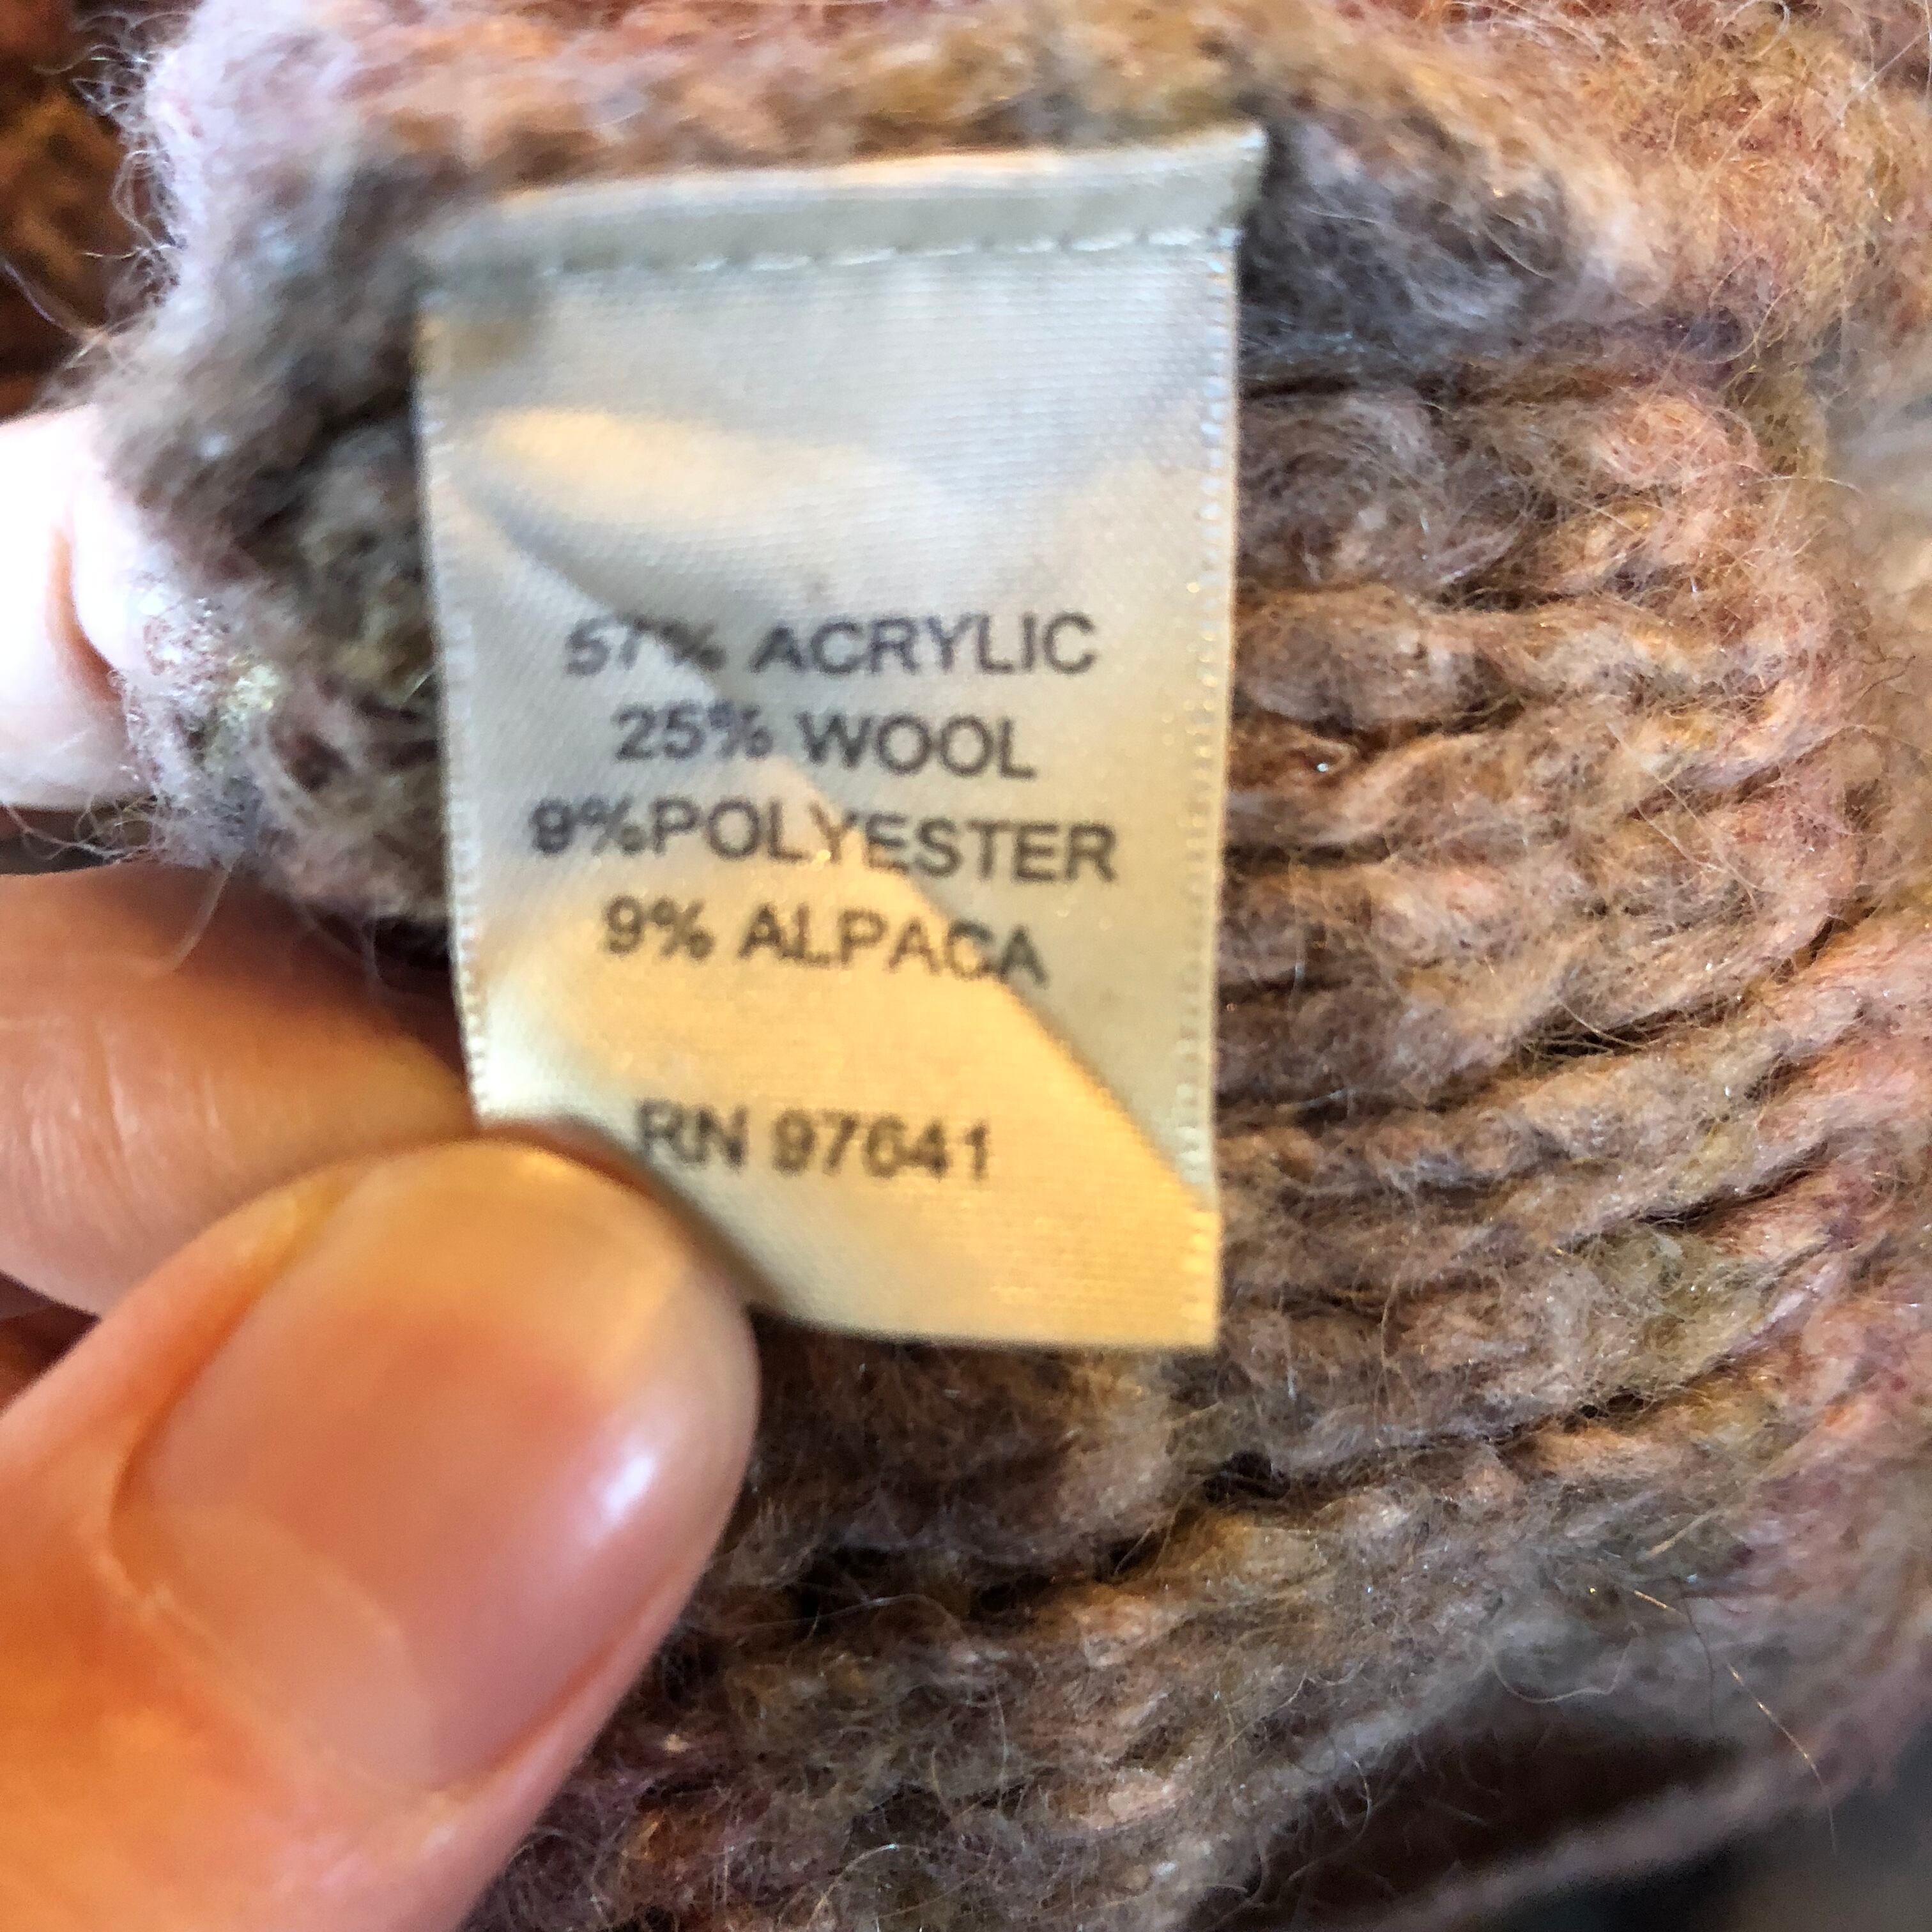 57% ACRYLIC
25% WOOL
9%POLYESTER
9% ALPACA
RN 97641